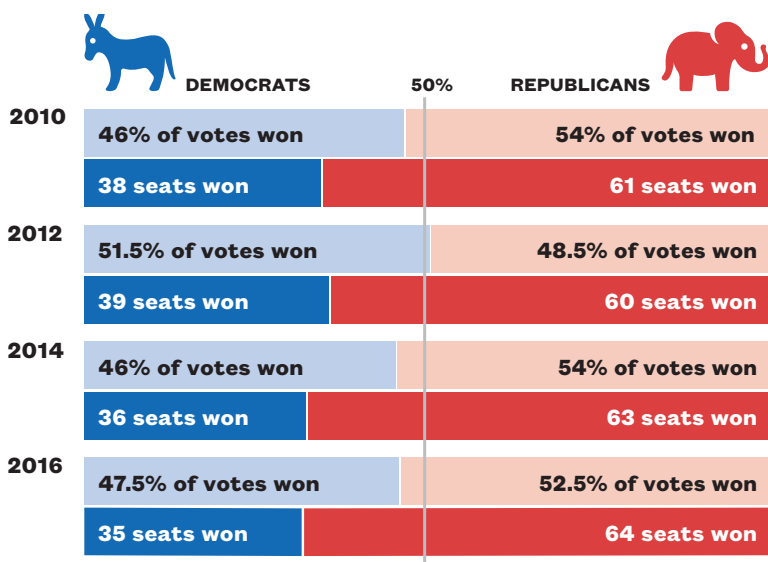 DEMOCRATS 50% REPUBLICANS
2010
46% of votes won 54% of votes won
38 seats won 61 seats won
2012
51.5% of votes won 48.5% of votes won
39 seats won 60 seats won
2014
46% of votes won 54% of votes won
36 seats won 63 seats won
2016
47.5% of votes won 52.5% of votes won
35 seats won 64 seats won